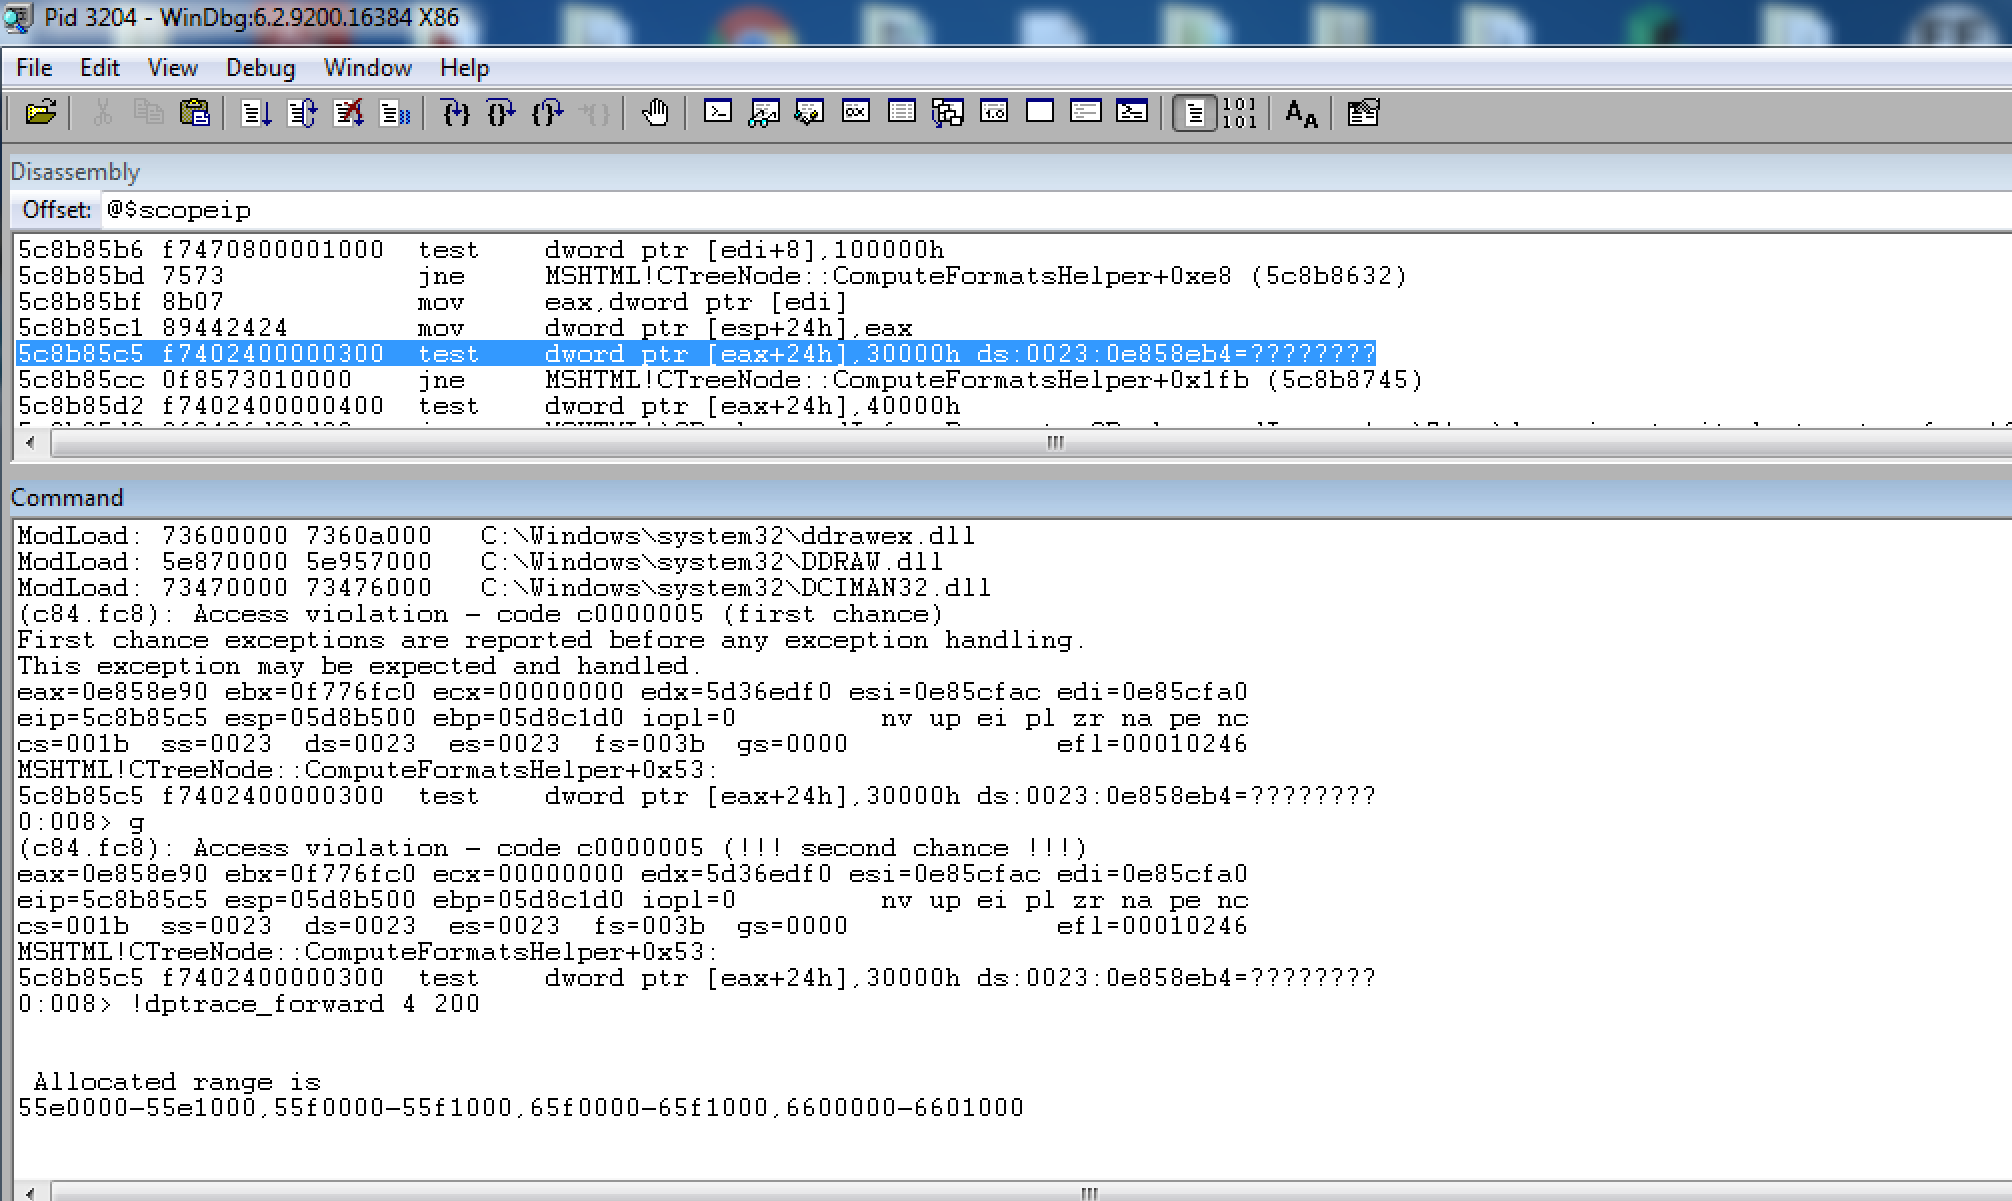 Pid 3204 - WinDbg:6.2.9200.16384 X86
File Edit View Debug Window Help
Disassembly
Offset: @$scopeip
5c8b85b6 f7470800001000 test dword ptr [edi+8],100000h
5c8b85bd 7573 jne MSHTML!CTreeNode::ComputeFormatsHelper+0xe8 (5c8b8632)
5c8b85bf 8b07 mov eax,dword ptr [edi]
5c8b85c1 89442424 mov dword ptr [esp+24h],eax
5c8b85c5 f7402400000300 test dword ptr [eax+24h],30000h ds:0023:0e858eb4=????????
5c8b85cc 0f8573010000 jne MSHTML!CTreeNode::ComputeFormatsHelper+0x1fb (5c8b8745)
5c8b85d2 f7402400000400 test dword ptr [eax+24h],40000h
Command
ModLoad: 73600000 7360a000 C:\Windows\system32\ddrawex.dll
ModLoad: 5e870000 5e957000 C:\Windows\system32\DDRAW.dll
ModLoad: 73470000 73476000 C:\Windows\system32\DCIMAN32.dll
(c84.fc8): Access violation - code c0000005 (first chance)
First chance exceptions are reported before any exception handling.
This exception may be expected and handled.
eax=0e858e90 ebx=0f776fc0 ecx=00000000 edx=5d36edf0 esi=0e85cfac edi=0e85cfa0
eip=5c8b85c5 esp=05d8b500 ebp=05d8c1d0 iopl=0 nv up ei pl zr na pe nc
cs=001b ss=0023 ds=0023 es=0023 fs=003b gs=0000 efl=00010246
MSHTML!CTreeNode::ComputeFormatsHelper+0x53:
5c8b85c5 f7402400000300 test dword ptr [eax+24h],30000h ds:0023:0e858eb4=????????
0:008> g
(c84.fc8): Access violation - code c0000005 (!!! second chance !!!)
eax=0e858e90 ebx=0f776fc0 ecx=00000000 edx=5d36edf0 esi=0e85cfac edi=0e85cfa0
eip=5c8b85c5 esp=05d8b500 ebp=05d8c1d0 iopl=0 nv up ei pl zr na pe nc
cs=001b ss=0023 ds=0023 es=0023 fs=003b gs=0000 efl=00010246
MSHTML!CTreeNode::ComputeFormatsHelper+0x53:
5c8b85c5 f7402400000300 test dword ptr [eax+24h],30000h ds:0023:0e858eb4=????????
0:008> !dptrace_forward 4 200
Allocated range is
55e0000-55e1000,55f0000-55f1000,65f0000-65f1000,6600000-6601000